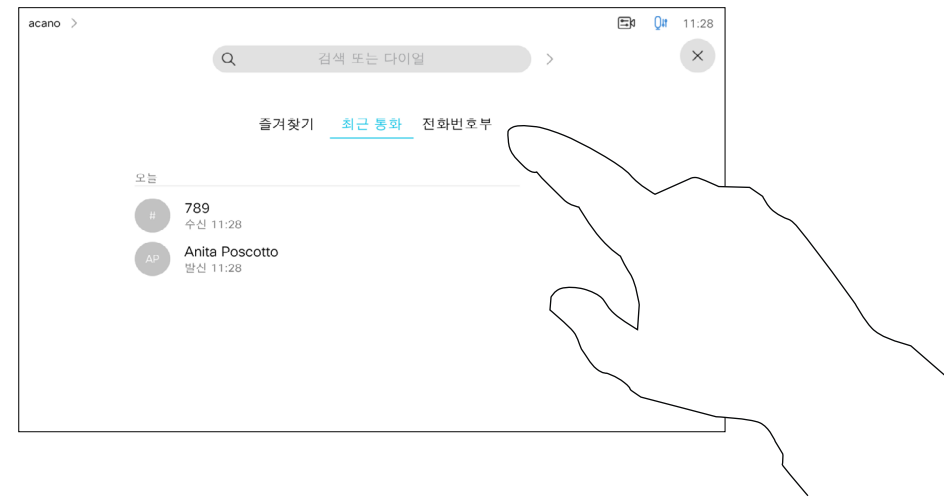 acano >
11:28
검색 또는 다이얼
즐겨찾기 최근 통화 전화번호부
오늘
#
789
수신 11:28
AP
Anita Poscotto
발신 11:28